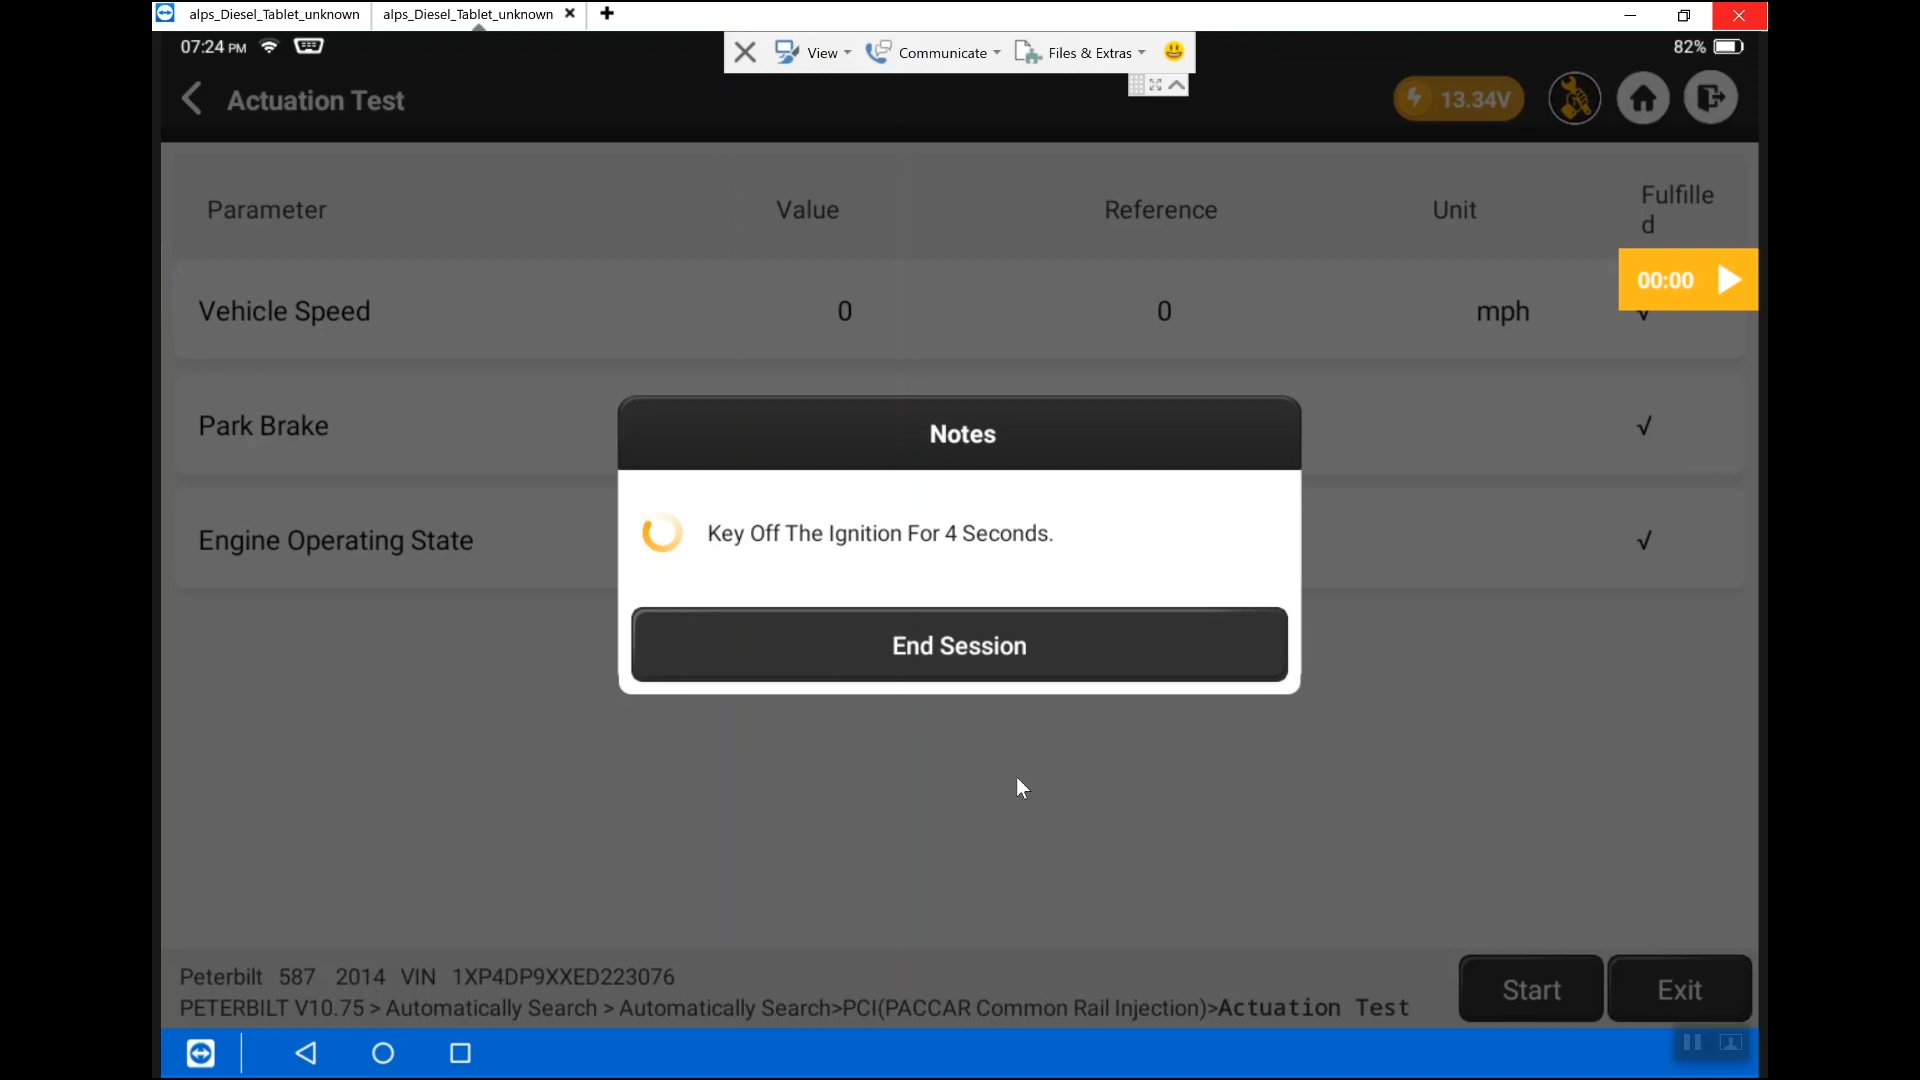 alps_Diesel_Tablet_unknown alps_Diesel_Tablet_unknown
07:24 PM
View Communicate Files & Extras
82%
Actuation Test
13.34V
Parameter Value Reference Unit Fulfille
d
00:00
Vehicle Speed 0 0 mph √
Park Brake √
Notes
Key Off The Ignition For 4 Seconds.
Engine Operating State √
End Session
Peterbilt 587 2014 VIN 1XP4DP9XXED223076
PETERBILT V10.75 > Automatically Search > Automatically Search>PCI(PACCAR Common Rail Injection)>Actuation Test
Start Exit